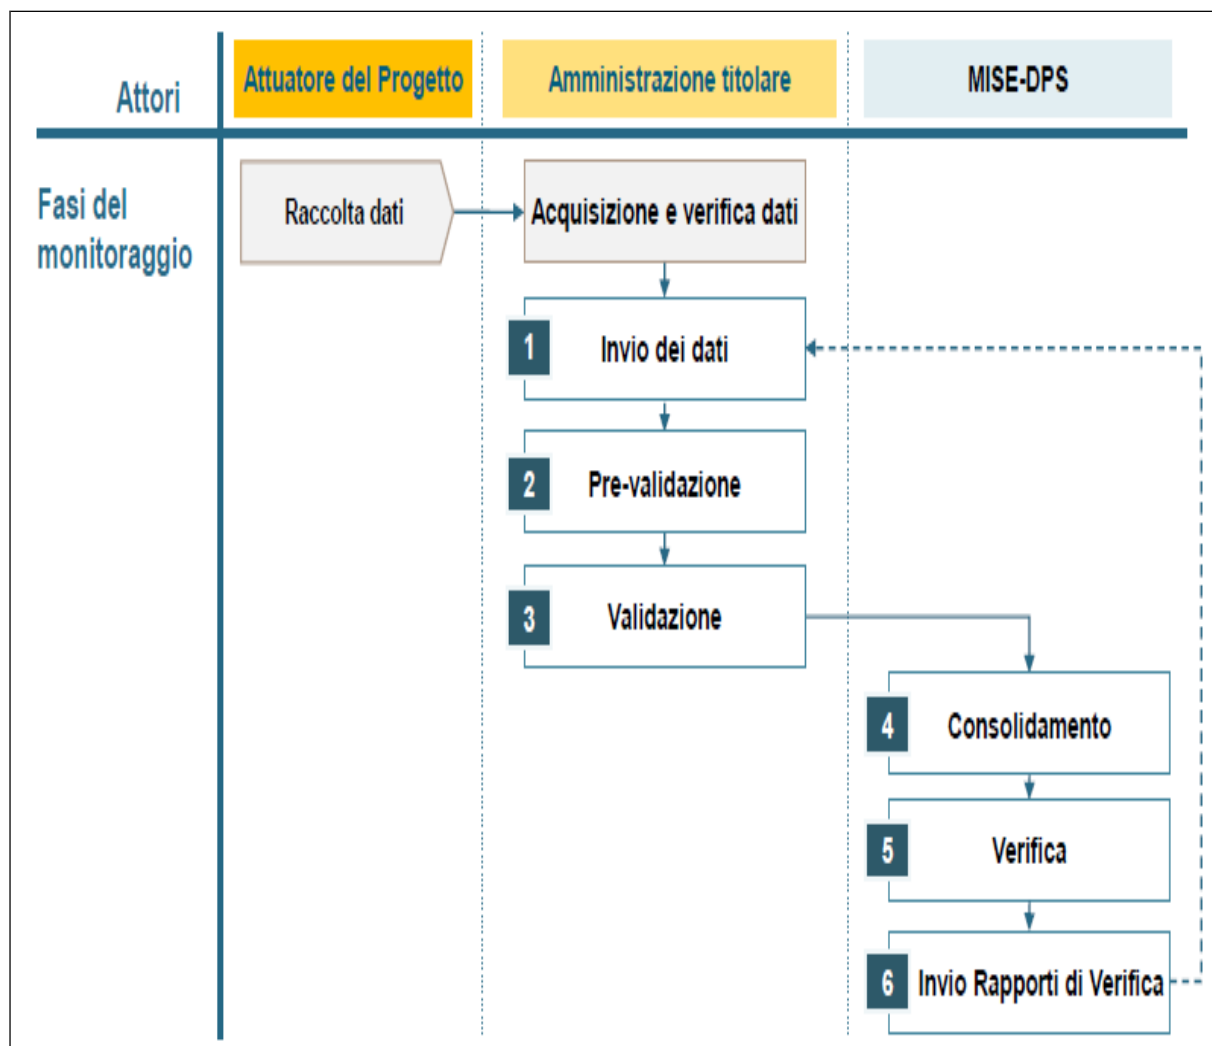 Attori
Attuatore del Progetto
Amministrazione titolare
MISE-DPS
Fasi del
monitoraggio
Raccolta dati
Acquisizione e verifica dati
1
Invio dei dati
2
Pre-validazione
3
Validazione
4
Consolidamento
5
Verifica
6
Invio Rapporti di Verifica